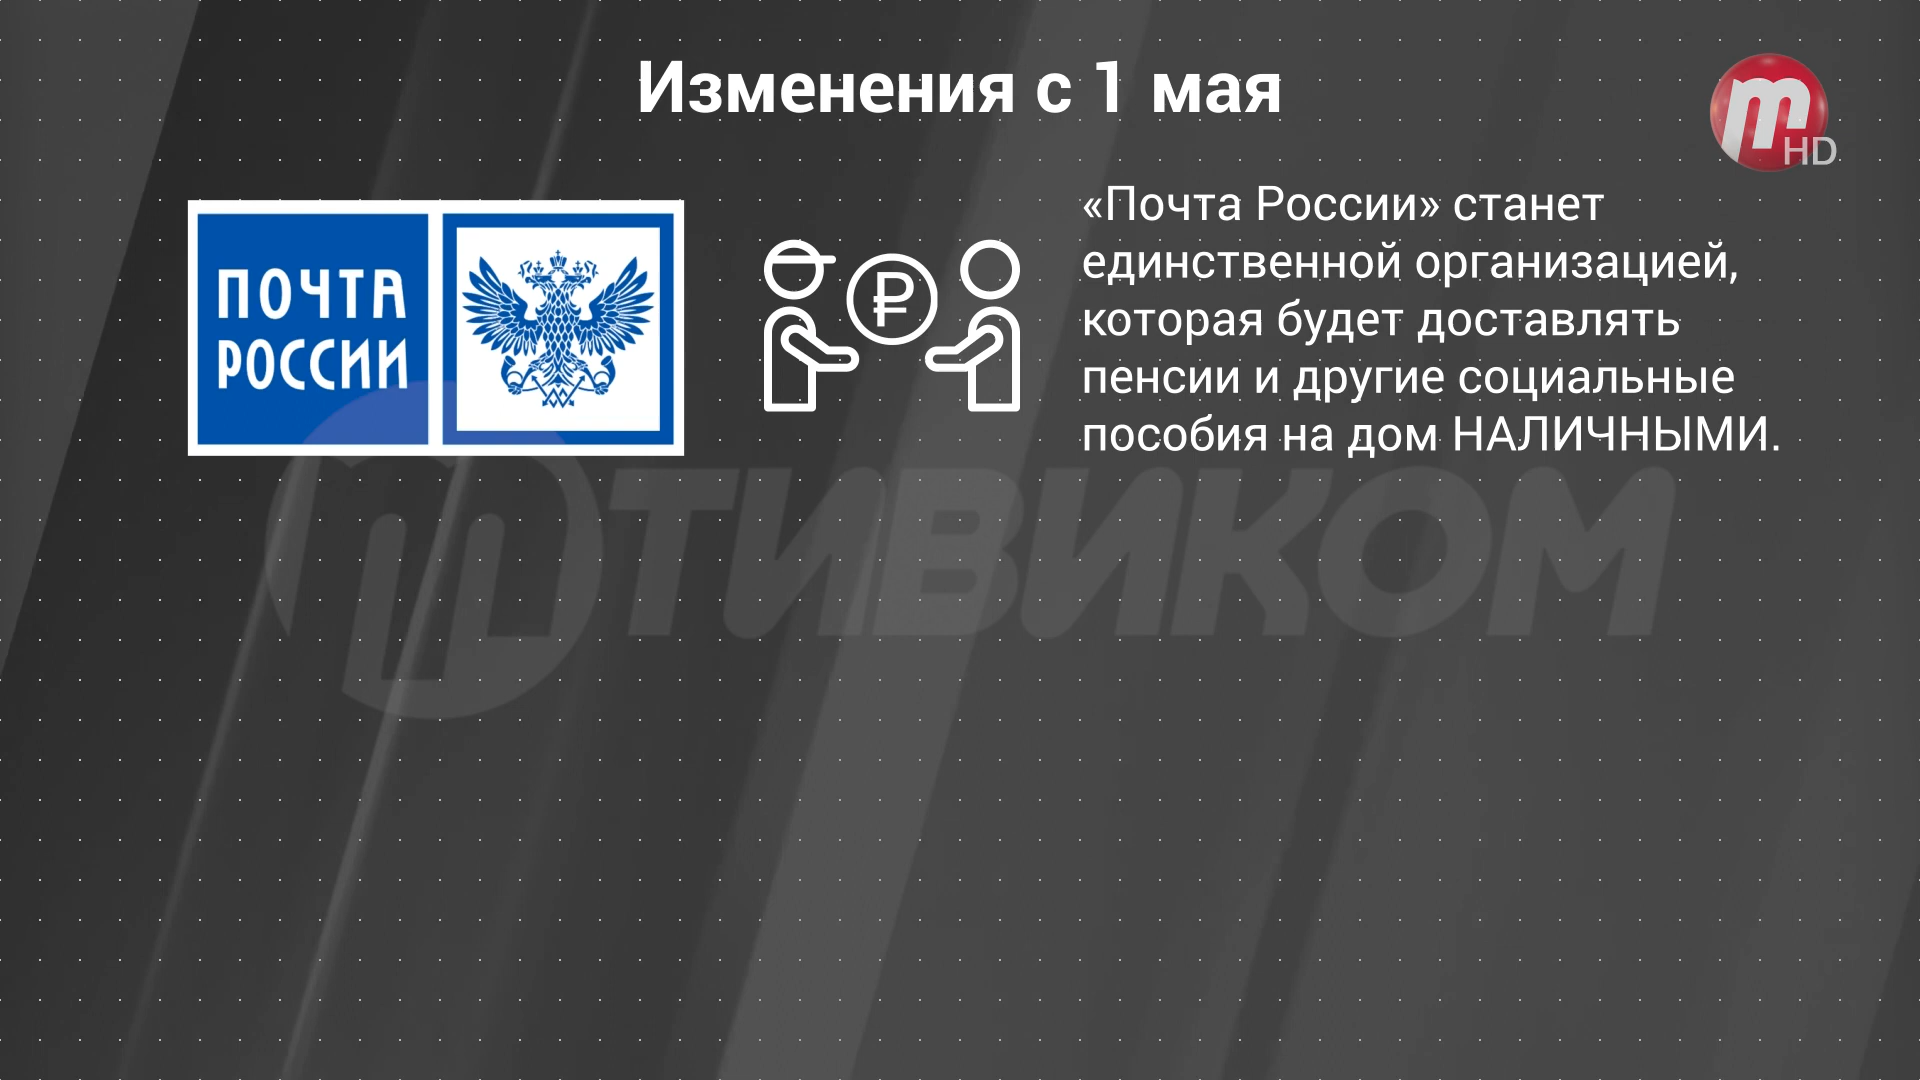 Изменения с 1 мая
HD
ПОЧТА
РОССИИ
«Почта России» станет
единственной организацией,
которая будет доставлять
пенсии и другие социальные
пособия на дом НАЛИЧНЫМИ.
ТИВИКОМ